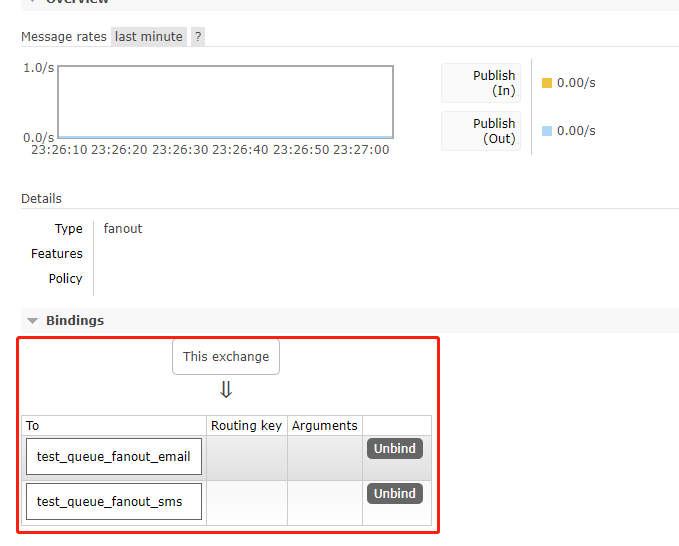 Overview
Message rates last minute ?
1.0/s
0.0/s
23:26:10 23:26:20 23:26:30 23:26:40 23:26:50 23:27:00
Publish
(In)
0.00/s
Publish
(Out)
0.00/s
Details
Type fanout
Features
Policy
Bindings
This exchange
⇓
To Routing key Arguments
test_queue_fanout_email Unbind
test_queue_fanout_sms Unbind